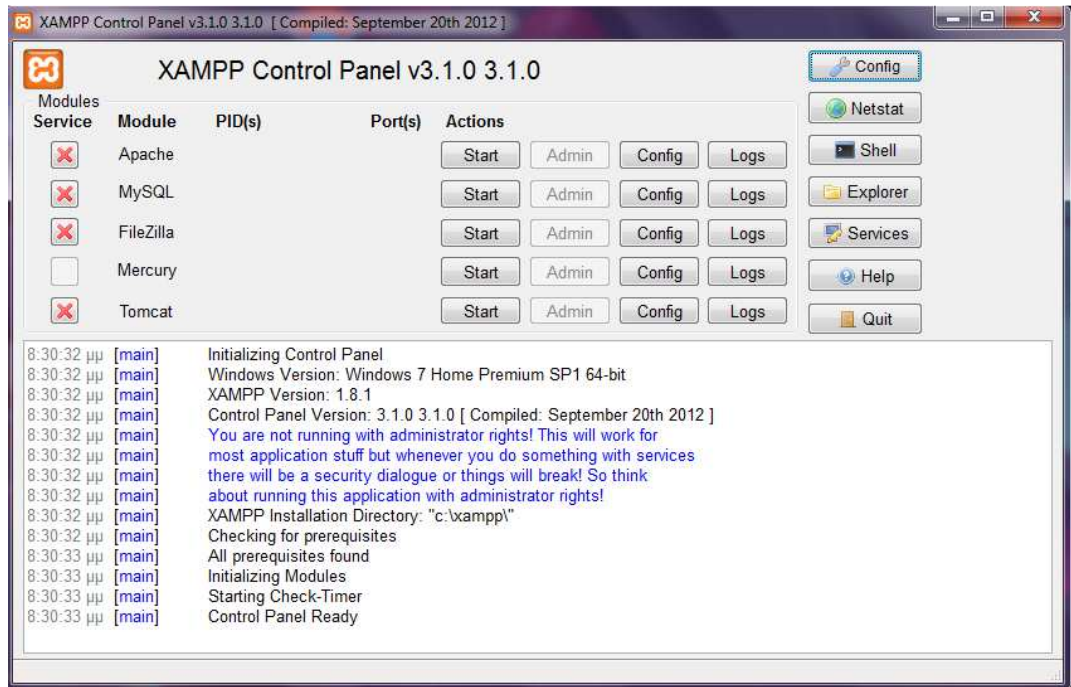 XAMPP Control Panel v3.1.0 3.1.0 [ Compiled: September 20th 2012 ]
XAMPP Control Panel v3.1.0 3.1.0
Config
Modules
Netstat
Service Module PID(s) Port(s) Actions
Apache Start Admin Config Logs
Shell
MySQL Start Admin Config Logs
Explorer
FileZilla Start Admin Config Logs
Services
Mercury Start Admin Config Logs
Help
Tomcat Start Admin Config Logs
Quit
8:30:32 μμ [main] Initializing Control Panel
8:30:32 μμ [main] Windows Version: Windows 7 Home Premium SP1 64-bit
8:30:32 μμ [main] XAMPP Version: 1.8.1
8:30:32 μμ [main] Control Panel Version: 3.1.0 3.1.0 [ Compiled: September 20th 2012 ]
8:30:32 μμ [main] You are not running with administrator rights! This will work for
8:30:32 μμ [main] most application stuff but whenever you do something with services
8:30:32 μμ [main] there will be a security dialogue or things will break! So think
8:30:32 μμ [main] about running this application with administrator rights!
8:30:32 μμ [main] XAMPP Installation Directory: "c:\xampp\"
8:30:32 μμ [main] Checking for prerequisites
8:30:33 μμ [main] All prerequisites found
8:30:33 μμ [main] Initializing Modules
8:30:33 μμ [main] Starting Check-Timer
8:30:33 μμ [main] Control Panel Ready